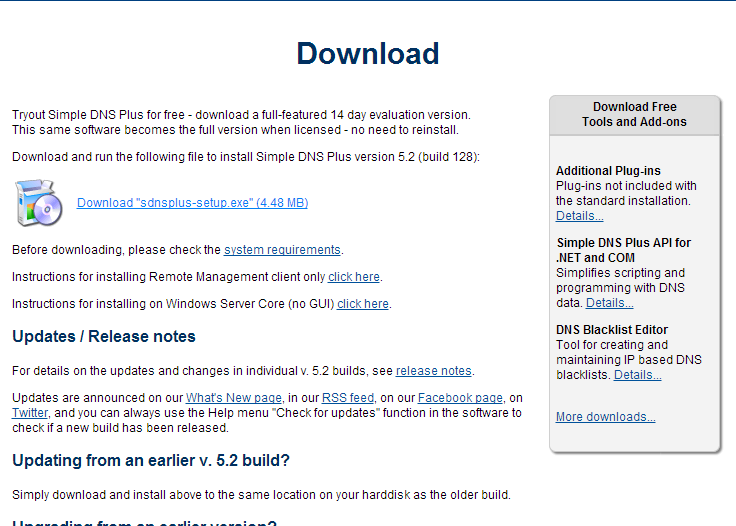 Download
Tryout Simple DNS Plus for free - download a full-featured 14 day evaluation version.
This same software becomes the full version when licensed - no need to reinstall.
Download and run the following file to install Simple DNS Plus version 5.2 (build 128):
Download "sdnsplus-setup.exe" (4.48 MB)
Before downloading, please check the system requirements.
Instructions for installing Remote Management client only click here.
Instructions for installing on Windows Server Core (no GUI) click here.
Updates / Release notes
For details on the updates and changes in individual v. 5.2 builds, see release notes.
Updates are announced on our What's New page, in our RSS feed, on our Facebook page, on
Twitter, and you can always use the Help menu "Check for updates" function in the software to
check if a new build has been released.
Updating from an earlier v. 5.2 build?
Simply download and install above to the same location on your harddisk as the older build.
Upgrading from an earlier version?
Download Free
Tools and Add-ons
Additional Plug-ins
Plug-ins not included with
the standard installation.
Details...
Simple DNS Plus API for
.NET and COM
Simplifies scripting and
programming with DNS
data. Details...
DNS Blacklist Editor
Tool for creating and
maintaining IP based DNS
blacklists. Details...
More downloads...